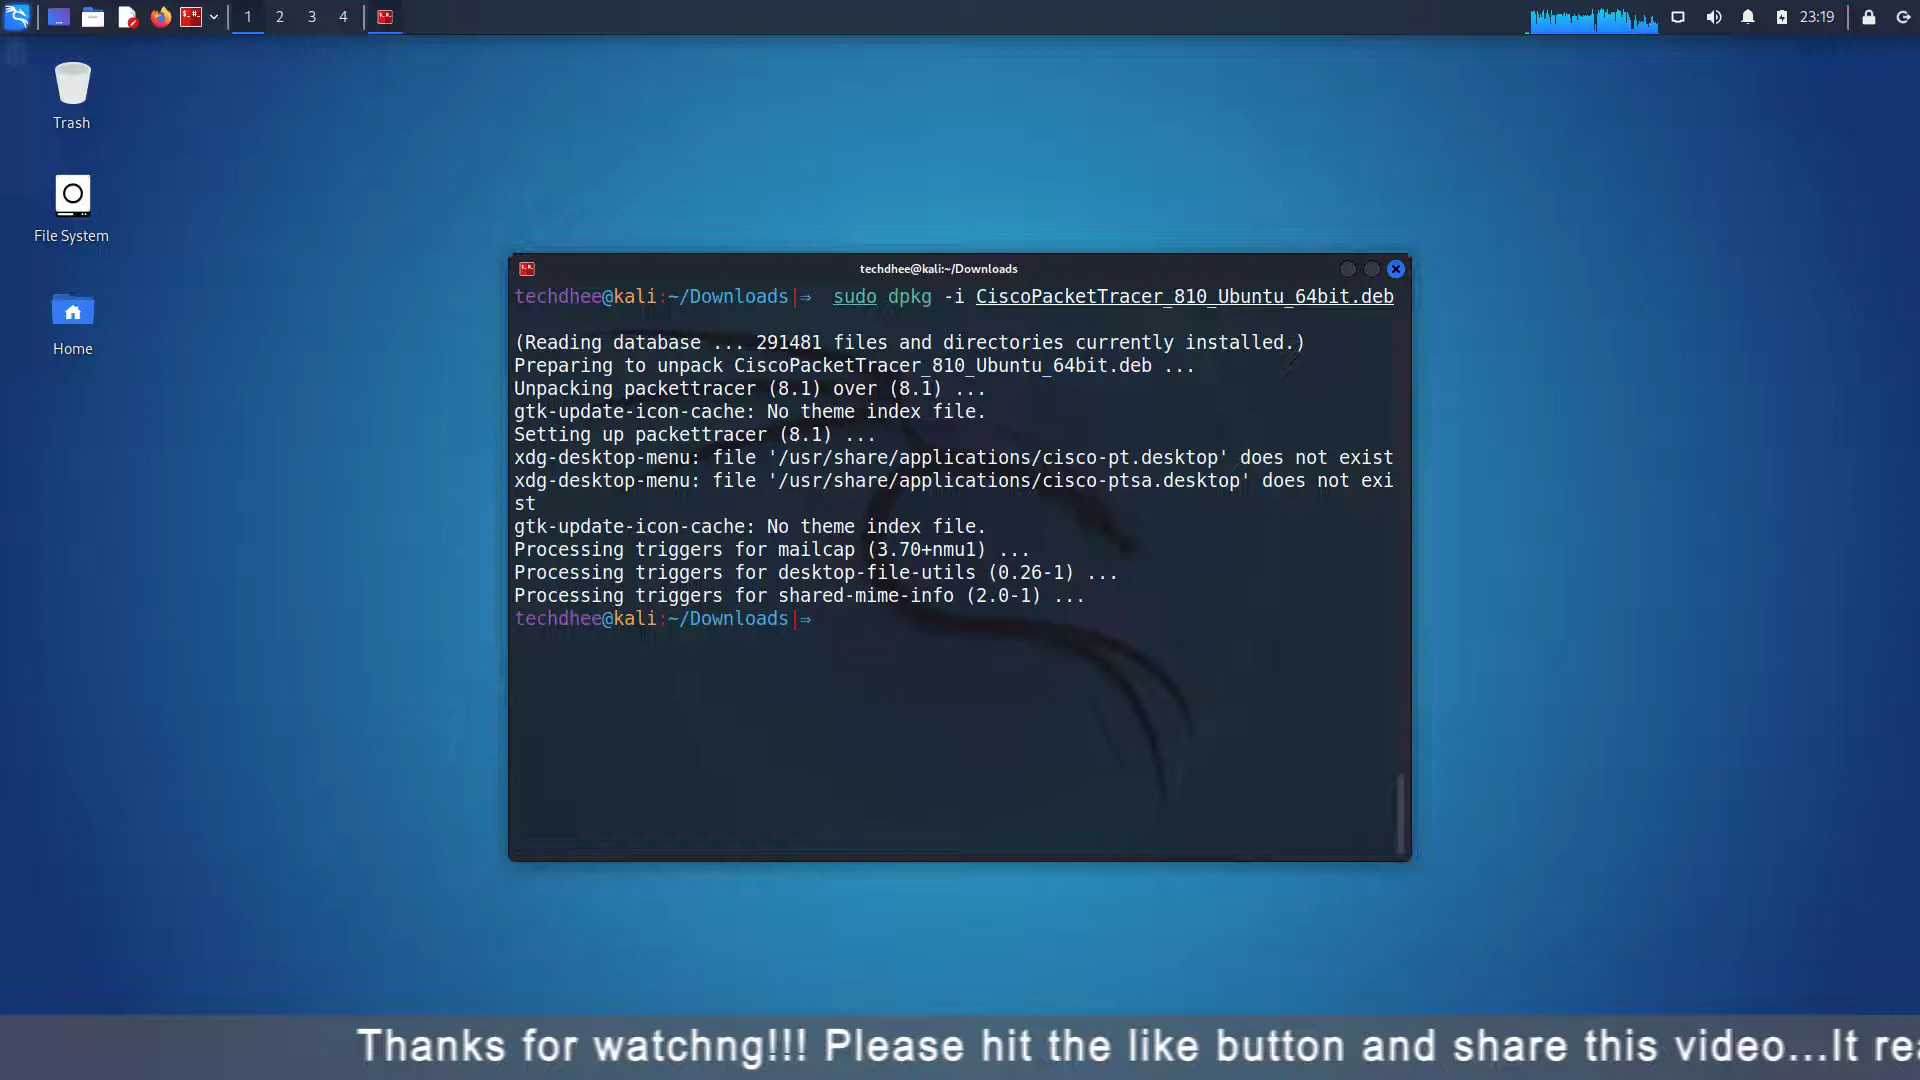 1 2 3 4 23:19
Trash
File System
Home
techdhee@kali:~/Downloads
techdhee@kali:~/Downloads|⇒  sudo dpkg -i CiscoPacketTracer_810_Ubuntu_64bit.deb
(Reading database ... 291481 files and directories currently installed.)
Preparing to unpack CiscoPacketTracer_810_Ubuntu_64bit.deb ...
Unpacking packettracer (8.1) over (8.1) ...
gtk-update-icon-cache: No theme index file.
Setting up packettracer (8.1) ...
xdg-desktop-menu: file '/usr/share/applications/cisco-pt.desktop' does not exist
xdg-desktop-menu: file '/usr/share/applications/cisco-ptsa.desktop' does not exi
st
gtk-update-icon-cache: No theme index file.
Processing triggers for mailcap (3.70+nmu1) ...
Processing triggers for desktop-file-utils (0.26-1) ...
Processing triggers for shared-mime-info (2.0-1) ...
techdhee@kali:~/Downloads|⇒
Thanks for watchng!!! Please hit the like button and share this video...It